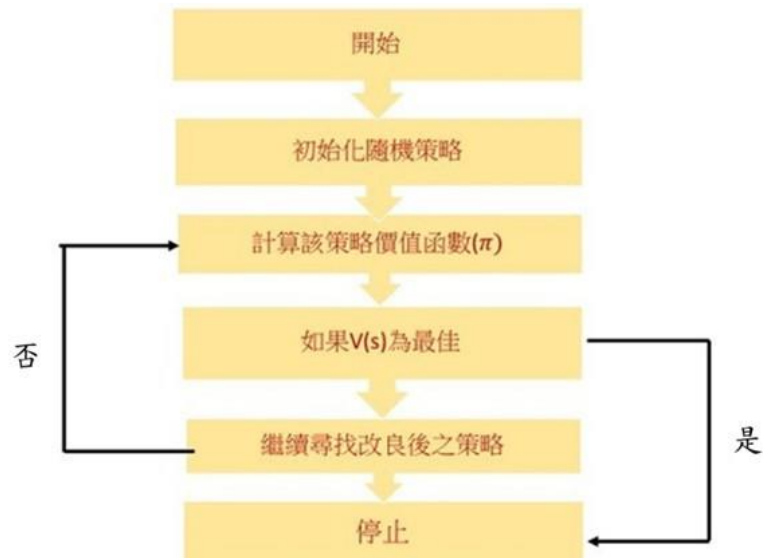 開始
初始化隨機策略
計算該策略價值函數(π)
如果V(s)為最佳
否
繼續尋找改良後之策略
是
停止